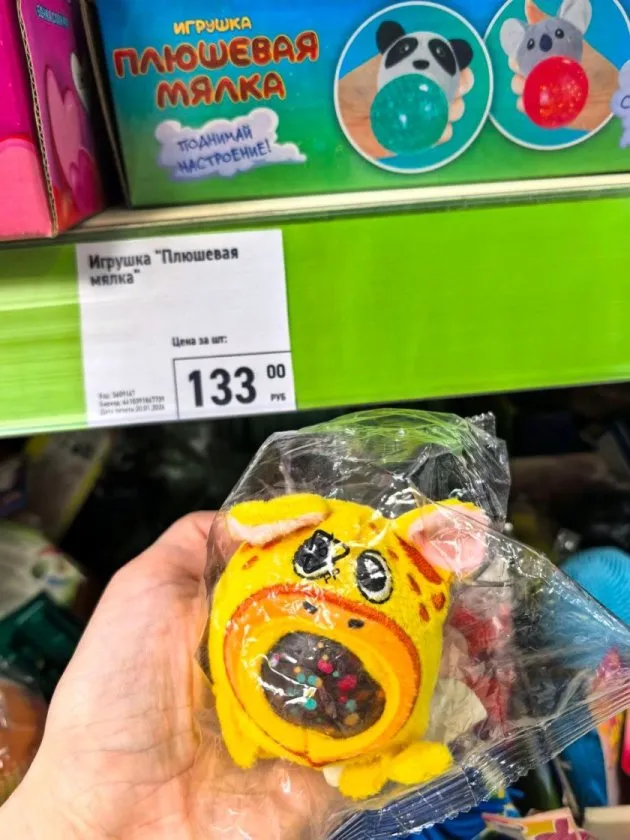 ИГРУШКА
ПЛЮШЕВАЯ
МЯЛКА
ПОДНИМАЙ
НАСТРОЕНИЕ!
Игрушка "Плюшевая
мялка"
Цена за шт:
133 00
РУБ